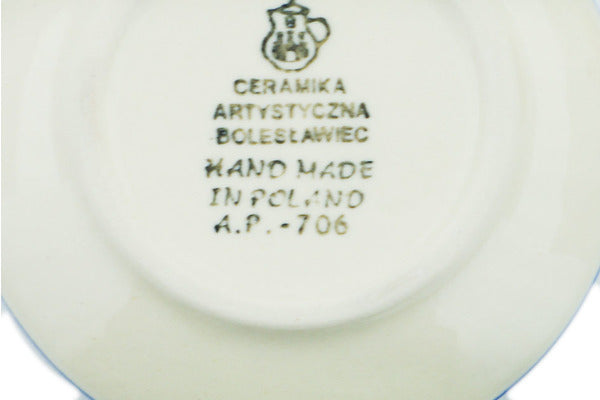 CERAMIKA
ARTYSTYCZNA
BOLESŁAWIEC
HAND MADE
IN POLAND
A.P.-706